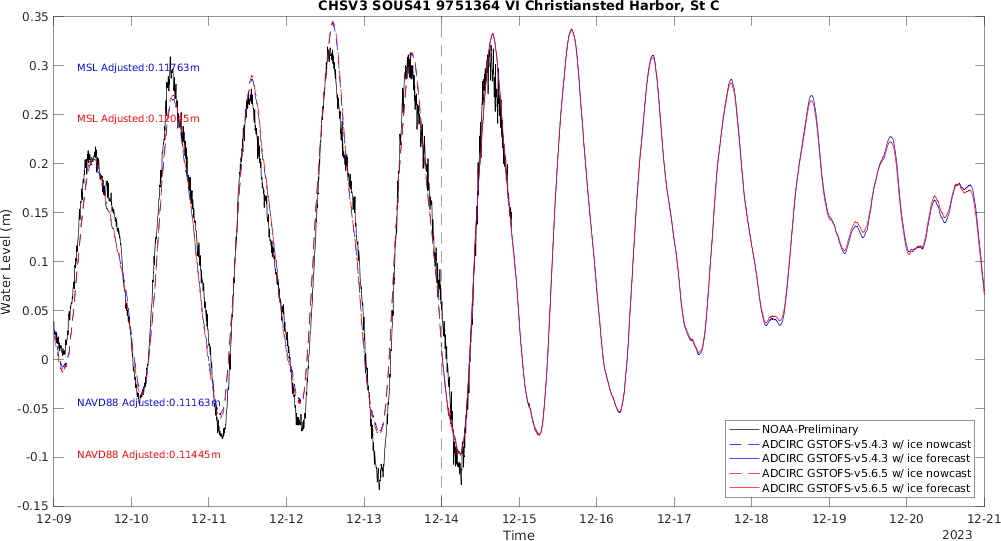 CHSV3 SOUS41 9751364 VI Christiansted Harbor, St C
0.35
0.3
0.25
0.2
0.15
0.1
0.05
0
-0.05
-0.1
-0.15
Water Level (m)
MSL Adjusted:0.11763m
MSL
NAVD88 Adjusted:0.11163m
NAVD88 Adjusted:0.11445m
NOAA-Preliminary
ADCIRC GSTOFS-v5.4.3 w/ ice nowcast
ADCIRC GSTOFS-v5.4.3 w/ ice forecast
ADCIRC GSTOFS-v5.6.5 w/ ice nowcast
ADCIRC GSTOFS-v5.6.5 w/ ice forecast
12-09 12-10 12-11 12-12 12-13 12-14 12-15 12-16 12-17 12-18 12-19 12-20 12-21
Time
2023